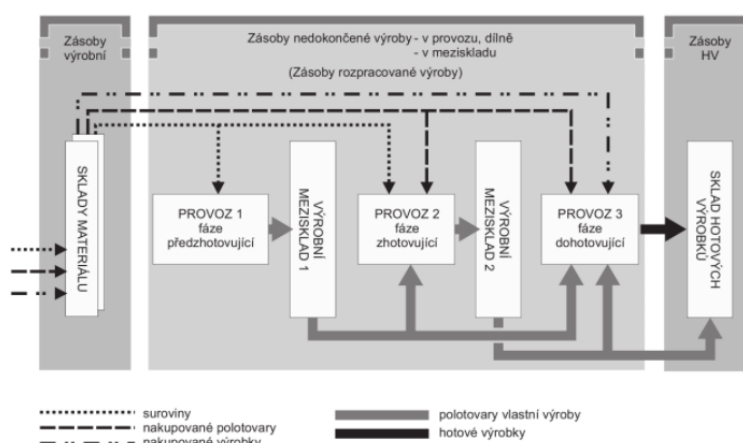 Zásoby
výrobní
Zásoby nedokončené výroby - v provozu, dílně
- v meziskladu
(Zásoby rozpracované výroby)
Zásoby
HV
SKLADY MATERIÁLU
PROVOZ 1
fáze
předzhotovující
VÝROBNÍ
MEZISKLAD 1
PROVOZ 2
fáze
zhotovující
VÝROBNÍ
MEZISKLAD 2
PROVOZ 3
fáze
dohotovující
SKLAD HOTOVÝCH
VÝROBKŮ
suroviny
nakupované polotovary
nakupované výrobky
polotovary vlastní výroby
hotové výrobky